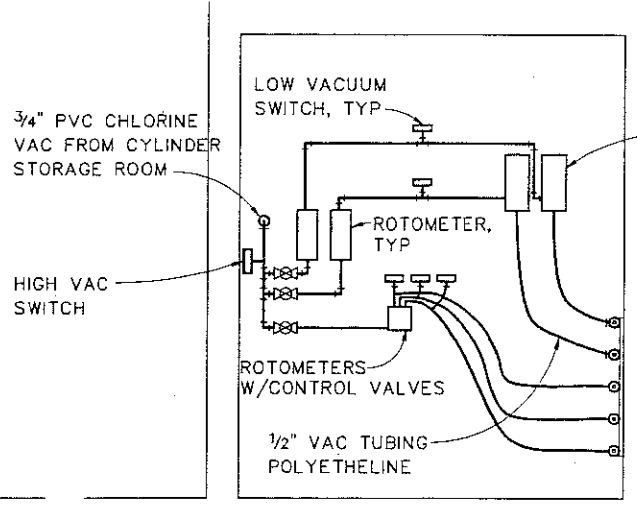 LOW VACUUM
SWITCH, TYP
3/4" PVC CHLORINE
VAC FROM CYLINDER
STORAGE ROOM
ROTOMETER,
TYP
HIGH VAC
SWITCH
ROTOMETERS
W/CONTROL VALVES
1/2" VAC TUBING
POLYETHELINE